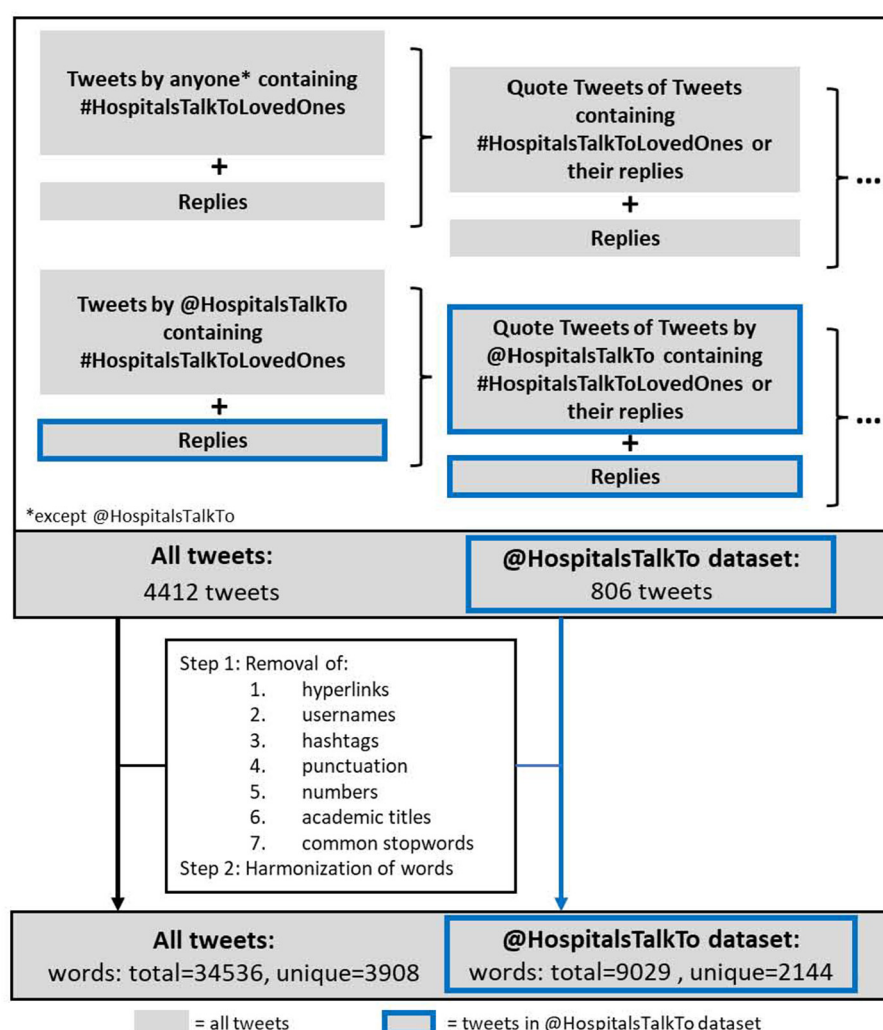 Tweets by anyone* containing
#HospitalsTalkToLovedOnes
+
Replies
Quote Tweets of Tweets
containing
#HospitalsTalkToLovedOnes or
their replies
+
Replies
...
Tweets by @HospitalsTalkTo
containing
#HospitalsTalkToLovedOnes
+
Replies
Quote Tweets of Tweets by
@HospitalsTalkTo containing
#HospitalsTalkToLovedOnes or
their replies
+
Replies
...
*except @HospitalsTalkTo
All tweets:
4412 tweets
@HospitalsTalkTo dataset:
806 tweets
Step 1: Removal of:
1. hyperlinks
2. usernames
3. hashtags
4. punctuation
5. numbers
6. academic titles
7. common stopwords
Step 2: Harmonization of words
All tweets:
words: total=34536, unique=3908
@HospitalsTalkTo dataset:
words: total=9029 , unique=2144
= all tweets
= tweets in @HospitalsTalkTo dataset